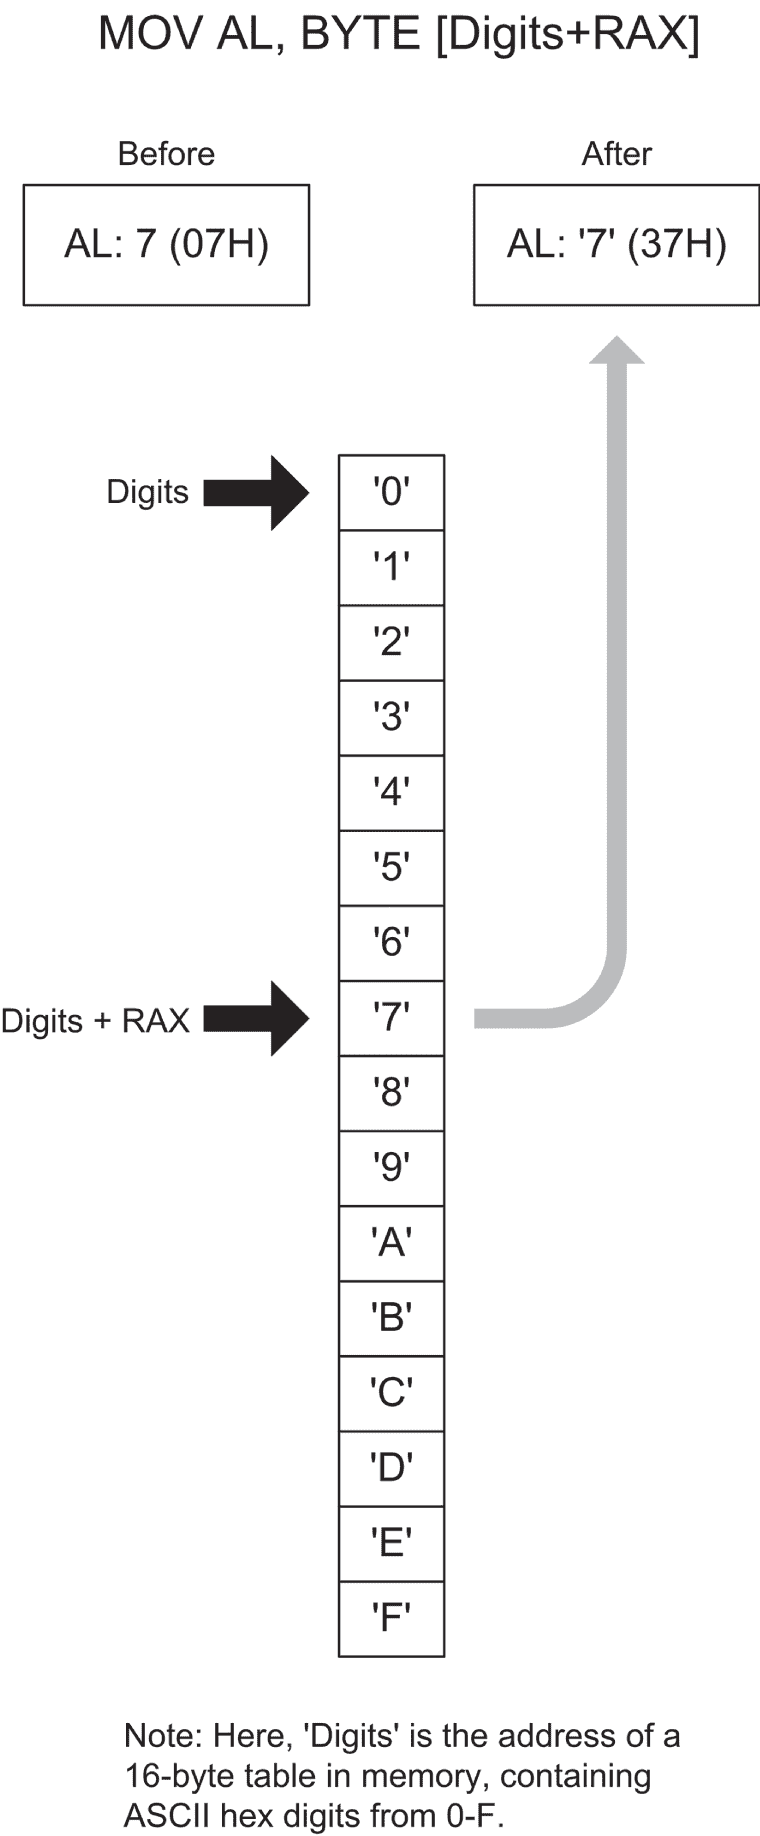 MOV AL, BYTE [Digits+RAX]
Before
After
AL: 7 (07H)
AL: '7' (37H)
Digits
'0'
'1'
'2'
'3'
'4'
'5'
'6'
Digits + RAX
'7'
'8'
'9'
'A'
'B'
'C'
'D'
'E'
'F'
Note: Here, 'Digits' is the address of a
16-byte table in memory, containing
ASCII hex digits from 0-F.